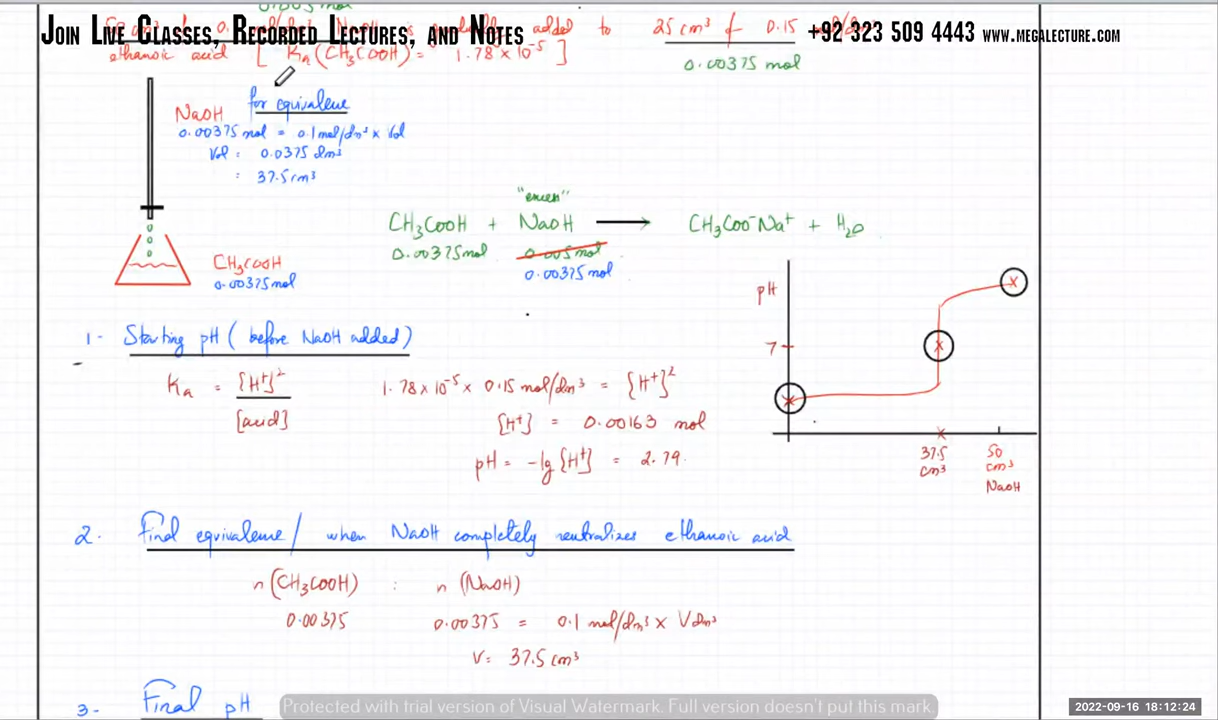 0.005 mol
JOIN LIVE CLASSES, RECORDED LECTURES, AND NOTES +92 323 509 4443 WWW.MEGALECTURE.COM
added to 25 cm³ of 0.15
ethanoic acid [ Ka (CH₃COOH) = 1.78 × 10⁻⁵ ]
0.00375 mol
NaOH
for equivalence
0.00375 mol = 0.1 mol/dm³ × Vol
Vol : 0.0375 dm³
: 37.5 cm³
"excess"
CH₃COOH + NaOH ⟶ CH₃COO⁻Na⁺ + H₂O
0.00375 mol 0.005 mol
0.00375 mol
CH₃COOH
0.00375 mol
pH
7
37.5 cm³
50 cm³ NaOH
1- Starting pH ( before NaOH added)
Ka = [H⁺]² / [acid]
1.78 × 10⁻⁵ × 0.15 mol/dm³ = [H⁺]²
[H⁺] = 0.00163 mol
pH = -lg [H⁺] = 2.79
2. Find equivalence / when NaOH completely neutralizes ethanoic acid
n (CH₃COOH) : n (NaOH)
0.00375 0.00375 = 0.1 mol/dm³ × V dm³
V = 37.5 cm³
3- Final pH
Protected with trial version of Visual Watermark. Full version doesn't put this mark.
2022-09-16 18:12:24